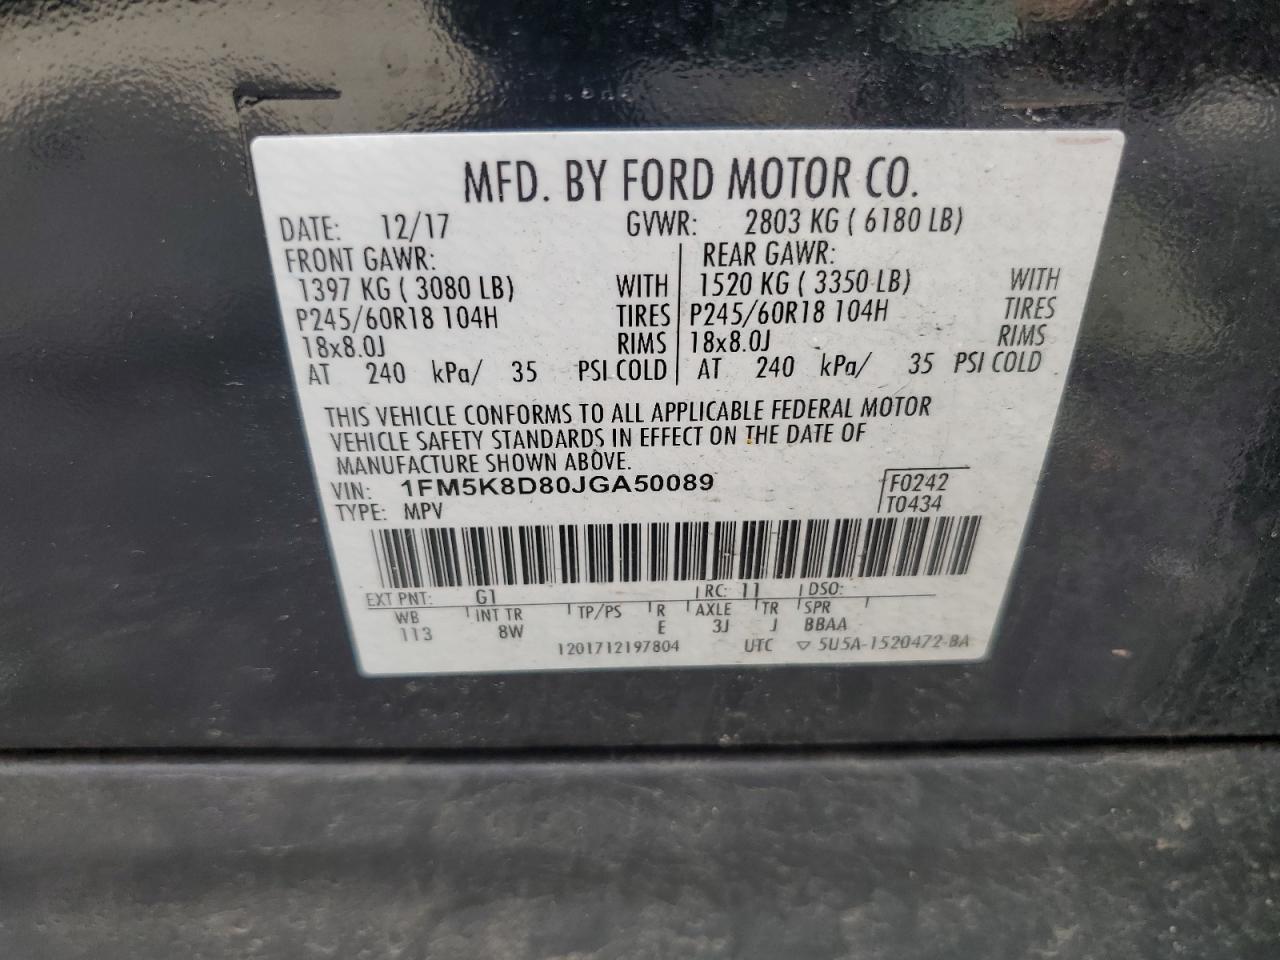 MFD. BY FORD MOTOR CO.
DATE: 12/17 GVWR: 2803 KG ( 6180 LB)
FRONT GAWR: REAR GAWR:
1397 KG ( 3080 LB) WITH 1520 KG ( 3350 LB) WITH
P245/60R18 104H TIRES P245/60R18 104H TIRES
18x8.0J RIMS 18x8.0J RIMS
AT 240 kPa/ 35 PSI COLD AT 240 kPa/ 35 PSI COLD
THIS VEHICLE CONFORMS TO ALL APPLICABLE FEDERAL MOTOR
VEHICLE SAFETY STANDARDS IN EFFECT ON THE DATE OF
MANUFACTURE SHOWN ABOVE.
VIN: 1FM5K8D80JGA50089 F0242
TYPE: MPV T0434
EXT PNT: G1 RC: 11 DSO:
WB INT TR TP/PS R AXLE TR SPR
113 8W E 3J J BBAA
1201712197804 UTC ▽ 5U5A-1520472-BA